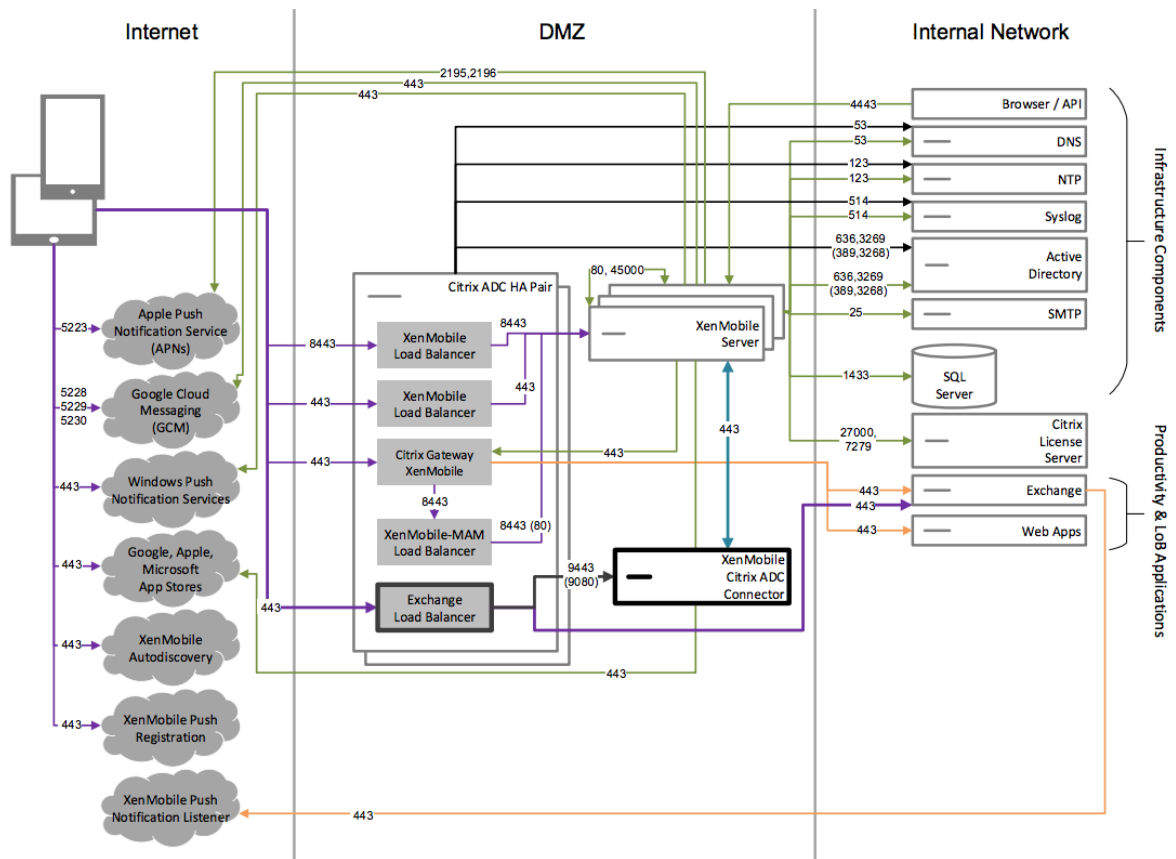 Internet
DMZ
Internal Network
2195,2196
443
443
4443
Browser / API
53
53
DNS
123
123
NTP
514
514
Syslog
636,3269
(389,3268)
636,3269
(389,3268)
Active
Directory
25
SMTP
1433
SQL
Server
27000,
7279
Citrix
License
Server
443
443
Exchange
443
Web Apps
Infrastructure Components
Productivity & LoB Applications
80, 45000
Citrix ADC HA Pair
XenMobile
Server
8443
XenMobile
Load Balancer
8443
443
443
XenMobile
Load Balancer
443
Citrix Gateway
XenMobile
443
8443
XenMobile-MAM
Load Balancer
8443 (80)
443
443
Exchange
Load Balancer
9443
(9080)
XenMobile
Citrix ADC
Connector
443
5223
Apple Push
Notification Service
(APNs)
5228
5229
5230
Google Cloud
Messaging
(GCM)
443
Windows Push
Notification Services
443
Google, Apple,
Microsoft
App Stores
443
XenMobile
Autodiscovery
443
XenMobile Push
Registration
XenMobile Push
Notification Listener
443